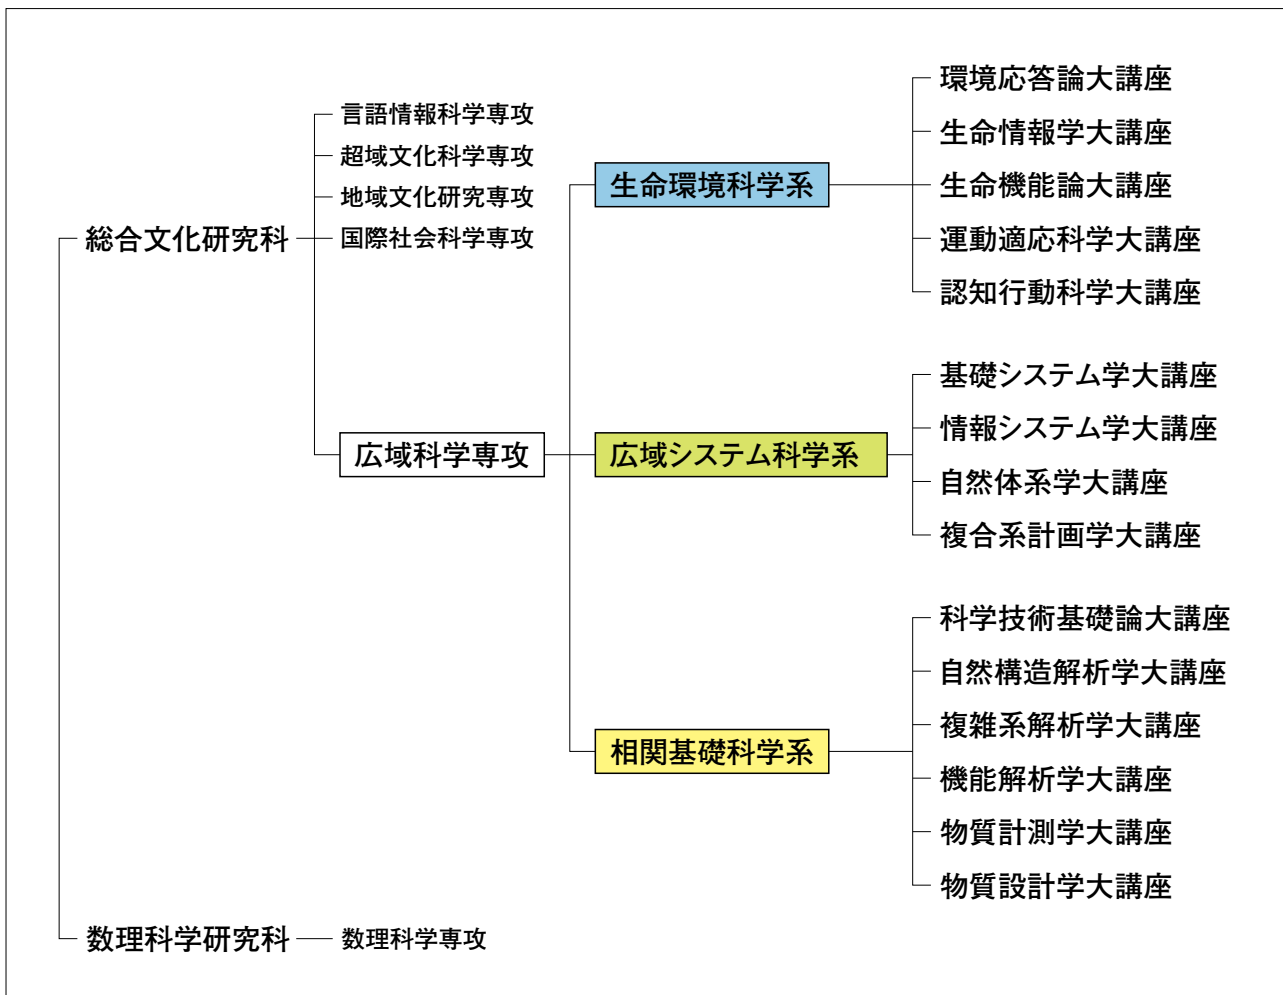 総合文化研究科
言語情報科学専攻
超域文化科学専攻
地域文化研究専攻
国際社会科学専攻
広域科学専攻
生命環境科学系
環境応答論大講座
生命情報学大講座
生命機能論大講座
運動適応科学大講座
認知行動科学大講座
広域システム科学系
基礎システム学大講座
情報システム学大講座
自然体系学大講座
複合系計画学大講座
相関基礎科学系
科学技術基礎論大講座
自然構造解析学大講座
複雑系解析学大講座
機能解析学大講座
物質計測学大講座
物質設計学大講座
数理科学研究科
数理科学専攻